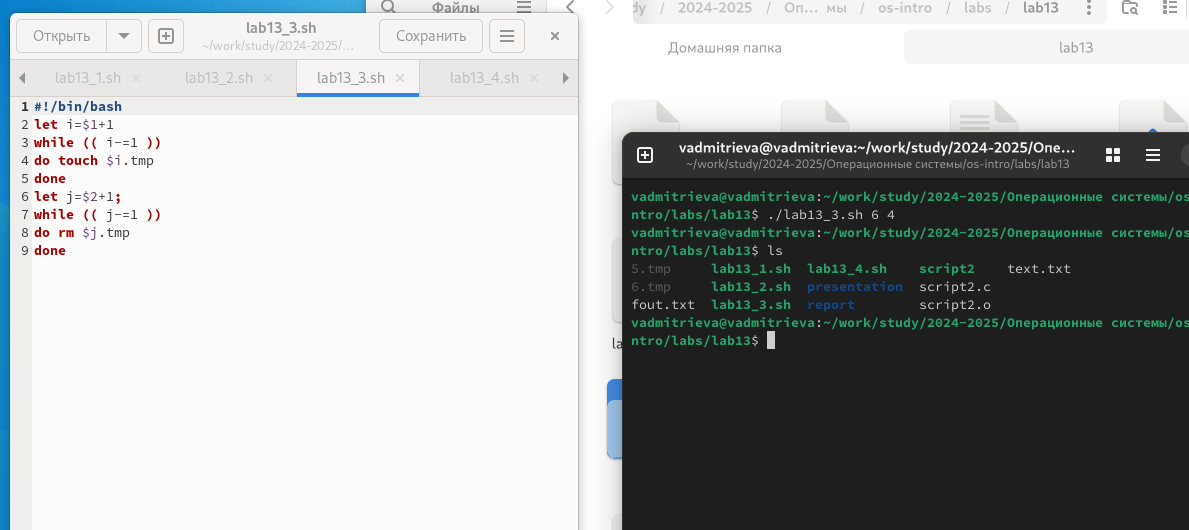 Открыть
lab13_3.sh
~/work/study/2024-2025/...
Сохранить
lab13_1.sh
lab13_2.sh
lab13_3.sh
lab13_4.sh
1 #!/bin/bash
2 let i=$1+1
3 while (( i-=1 ))
4 do touch $i.tmp
5 done
6 let j=$2+1;
7 while (( j-=1 ))
8 do rm $j.tmp
9 done
Файлы
dy / 2024-2025 / Оп… мы / os-intro / labs / lab13
Домашняя папка
lab13
la
vadmitrieva@vadmitrieva:~/work/study/2024-2025/Опе...
~/work/study/2024-2025/Операционные системы/os-intro/labs/lab13
vadmitrieva@vadmitrieva:~/work/study/2024-2025/Операционные системы/os
ntro/labs/lab13$ ./lab13_3.sh 6 4
vadmitrieva@vadmitrieva:~/work/study/2024-2025/Операционные системы/os
ntro/labs/lab13$ ls
5.tmp lab13_1.sh lab13_4.sh script2 text.txt
6.tmp lab13_2.sh presentation script2.c
fout.txt lab13_3.sh report script2.o
vadmitrieva@vadmitrieva:~/work/study/2024-2025/Операционные системы/os
ntro/labs/lab13$